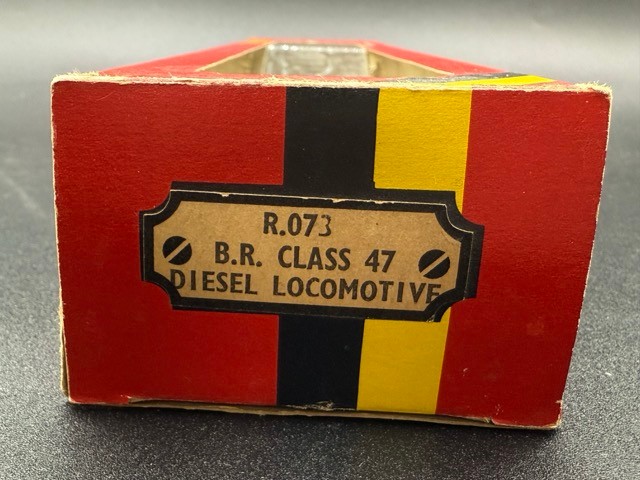 R.073
B.R. CLASS 47
DIESEL LOCOMOTIVE